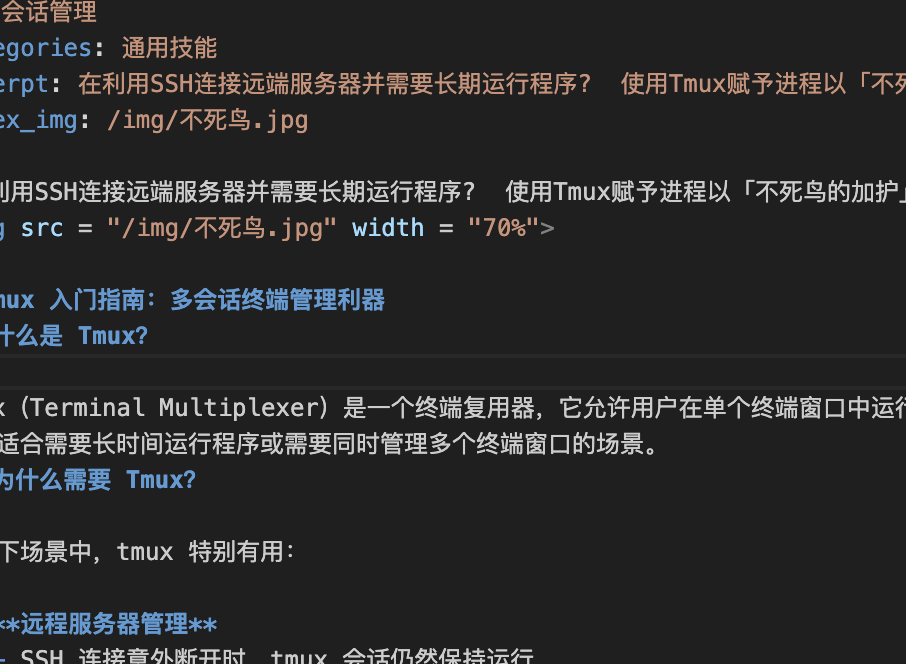 会话管理
egories: 通用技能
erpt: 在利用SSH连接远端服务器并需要长期运行程序? 使用Tmux赋予进程以「不死
ex_img: /img/不死鸟.jpg
利用SSH连接远端服务器并需要长期运行程序? 使用Tmux赋予进程以「不死鸟的加护」
g src = "/img/不死鸟.jpg" width = "70%">
mux 入门指南：多会话终端管理利器
什么是 Tmux?
x（Terminal Multiplexer）是一个终端复用器，它允许用户在单个终端窗口中运行
适合需要长时间运行程序或需要同时管理多个终端窗口的场景。
为什么需要 Tmux?
下场景中，tmux 特别有用：
**远程服务器管理**
- SSH 连接意外断开时，tmux 会话仍然保持运行